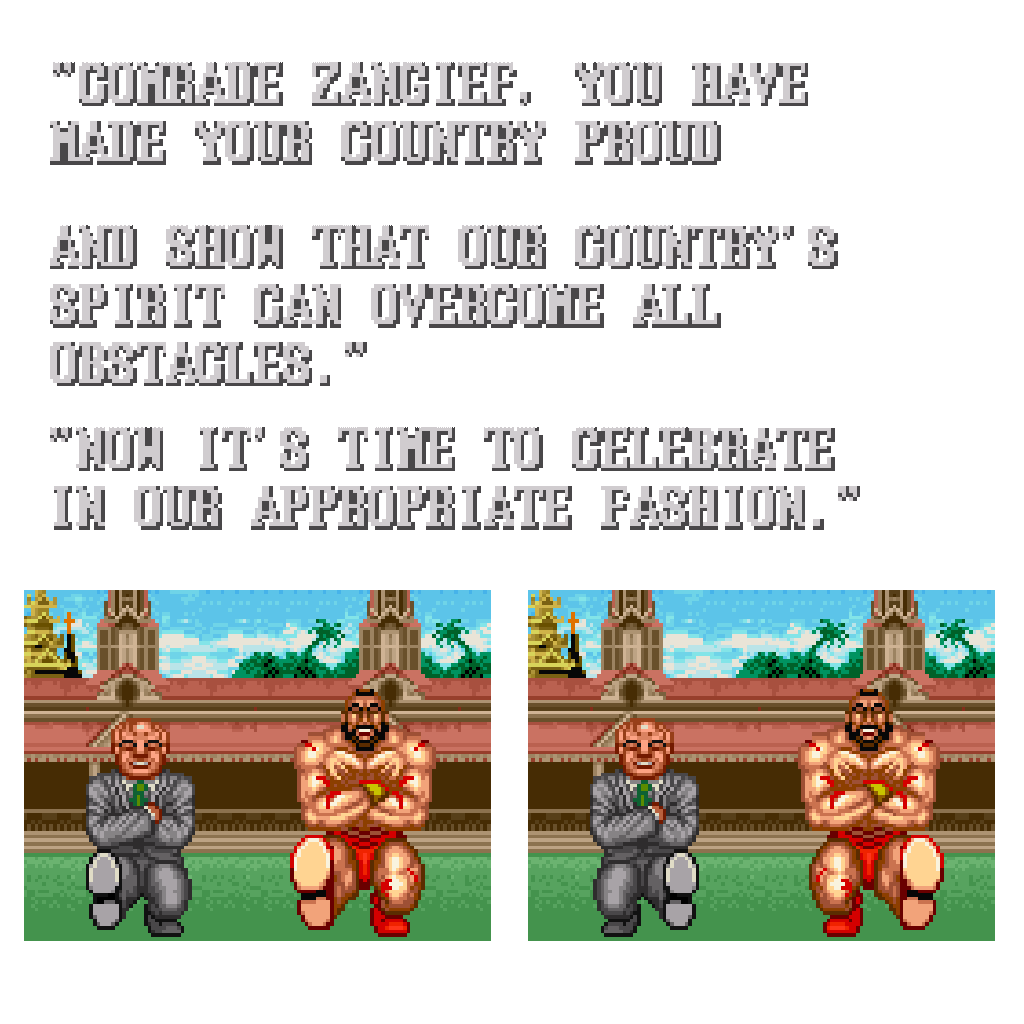 "COMRADE ZANGIEF, YOU HAVE
MADE YOUR COUNTRY PROUD
AND SHOW THAT OUR COUNTRY'S
SPIRIT CAN OVERCOME ALL
OBSTACLES."
"NOW IT'S TIME TO CELEBRATE
IN OUR APPROPRIATE FASHION."